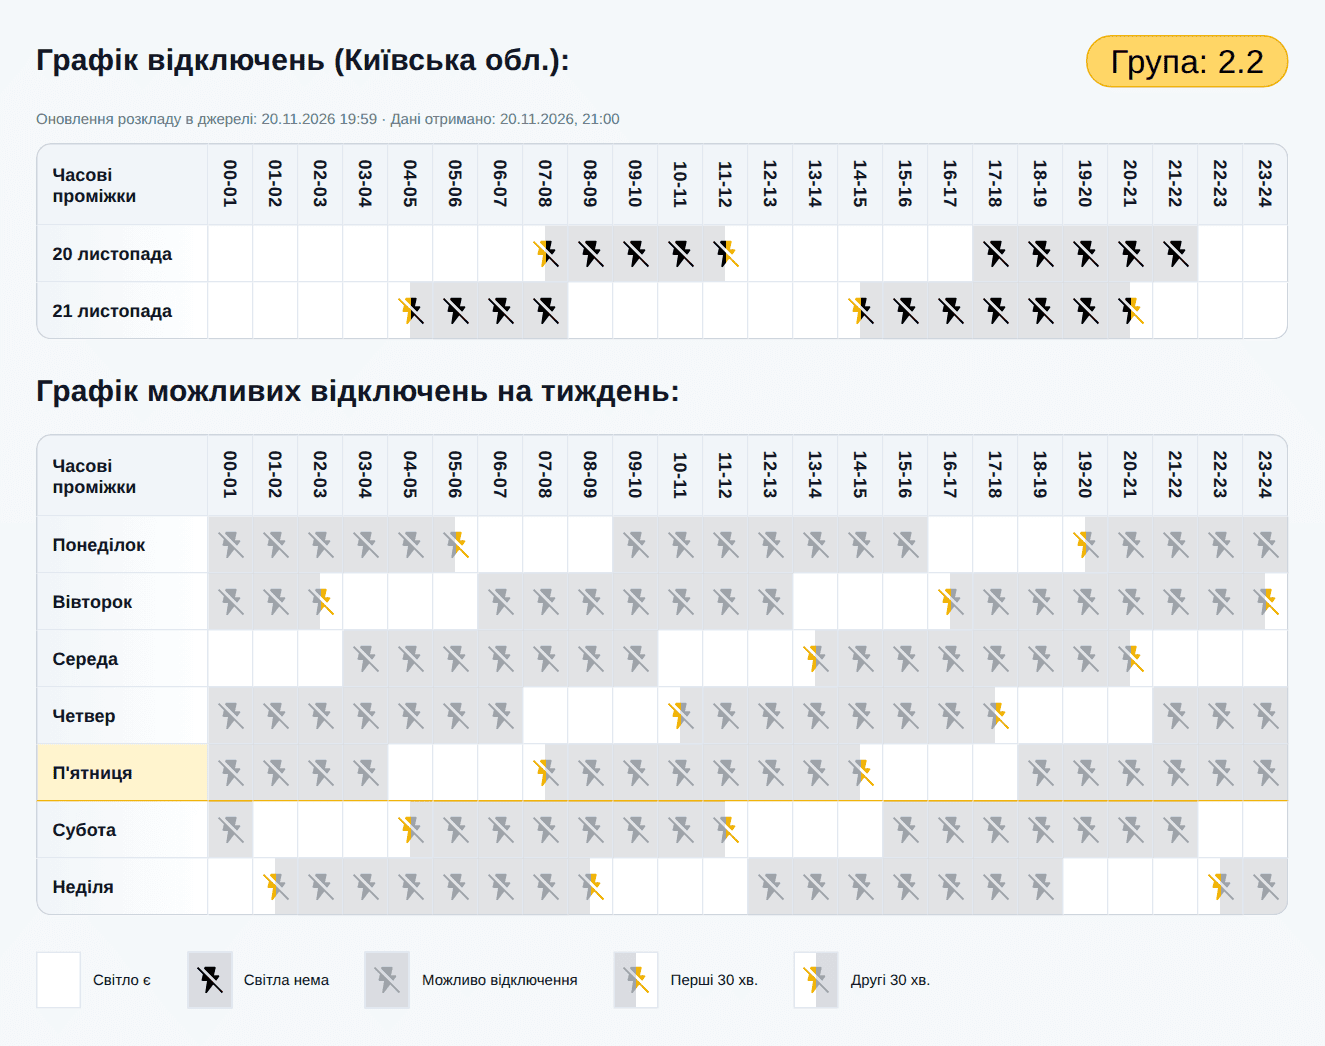 Графік відключень (Київська обл.):
Група: 2.2
Оновлення розкладу в джерелі: 20.11.2026 19:59 · Дані отримано: 20.11.2026, 21:00
Часові проміжки 00-01 01-02 02-03 03-04 04-05 05-06 06-07 07-08 08-09 09-10 10-11 11-12 12-13 13-14 14-15 15-16 16-17 17-18 18-19 19-20 20-21 21-22 22-23 23-24
20 листопада
21 листопада
Графік можливих відключень на тиждень:
Часові проміжки 00-01 01-02 02-03 03-04 04-05 05-06 06-07 07-08 08-09 09-10 10-11 11-12 12-13 13-14 14-15 15-16 16-17 17-18 18-19 19-20 20-21 21-22 22-23 23-24
Понеділок
Вівторок
Середа
Четвер
П'ятниця
Субота
Неділя
Світло є Світла нема Можливо відключення Перші 30 хв. Другі 30 хв.